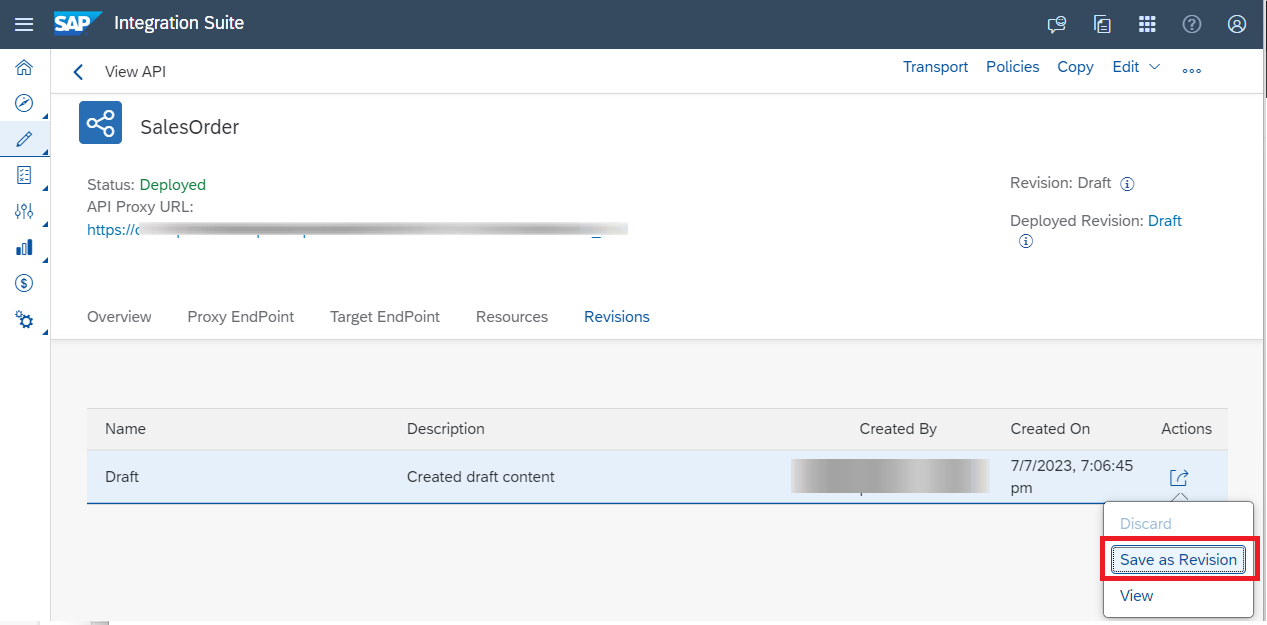 SAP Integration Suite
View API
Transport Policies Copy Edit
SalesOrder
Status: Deployed
API Proxy URL:
https://
Revision: Draft
Deployed Revision: Draft
Overview Proxy EndPoint Target EndPoint Resources Revisions
Name Description Created By Created On Actions
Draft Created draft content 7/7/2023, 7:06:45
pm
Discard
Save as Revision
View